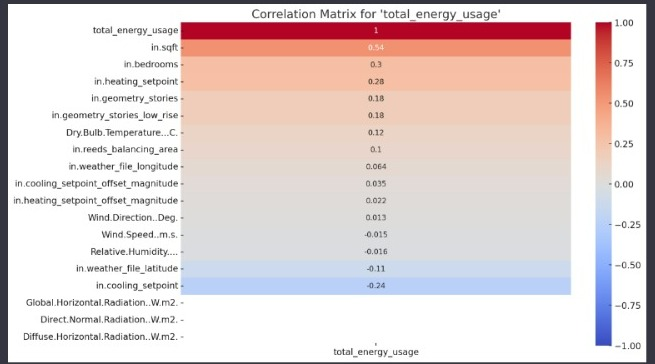 Correlation Matrix for 'total_energy_usage'
total_energy_usage - 1
in.sqft - 0.54
in.bedrooms - 0.3
in.heating_setpoint - 0.28
in.geometry_stories - 0.18
in.geometry_stories_low_rise - 0.18
Dry.Bulb.Temperature...C. - 0.12
in.reeds_balancing_area - 0.1
in.weather_file_longitude - 0.064
in.cooling_setpoint_offset_magnitude - 0.035
in.heating_setpoint_offset_magnitude - 0.022
Wind.Direction..Deg. - 0.013
Wind.Speed..m.s. - -0.015
Relative.Humidity.... - -0.016
in.weather_file_latitude - -0.11
in.cooling_setpoint - -0.24
Global.Horizontal.Radiation..W.m2. -
Direct.Normal.Radiation..W.m2. -
Diffuse.Horizontal.Radiation..W.m2. -
total_energy_usage
1.00
0.75
0.50
0.25
0.00
−0.25
−0.50
−0.75
−1.00